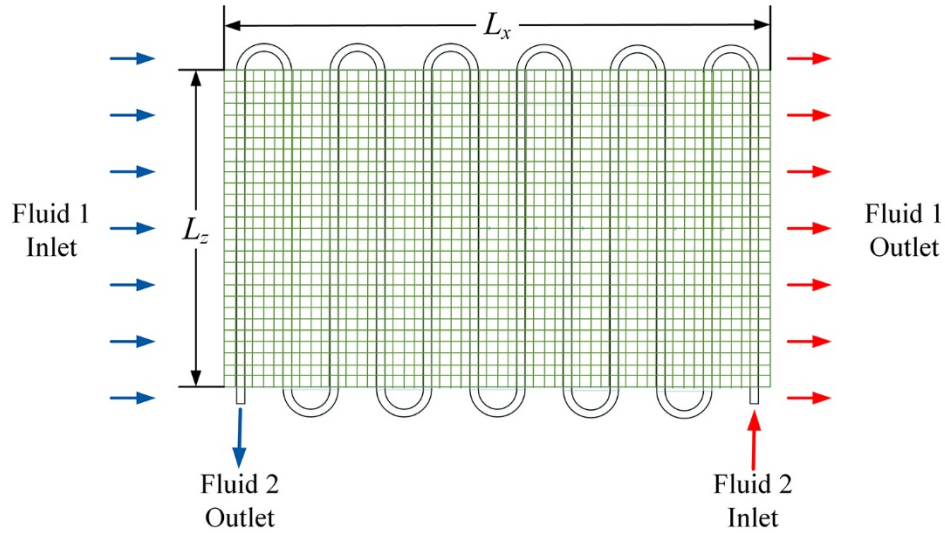 Lx
Fluid 1
Inlet
Lz
Fluid 1
Outlet
Fluid 2
Outlet
Fluid 2
Inlet